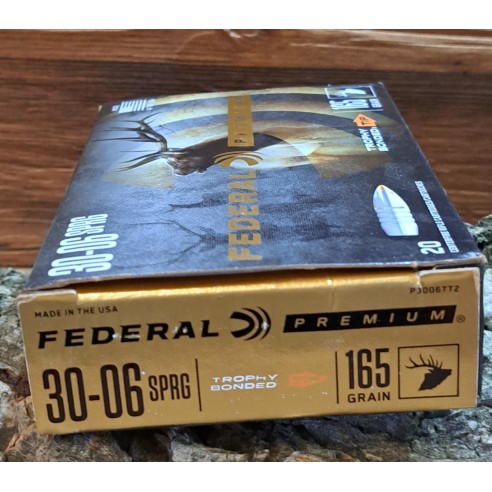 165
TROPHY
BONDED
FEDERAL
PREMIUM
30-06 SPRG
20
MADE IN THE USA
P3006TT2
FEDERAL PREMIUM®
30-06 SPRG
TROPHY
BONDED
165
GRAIN